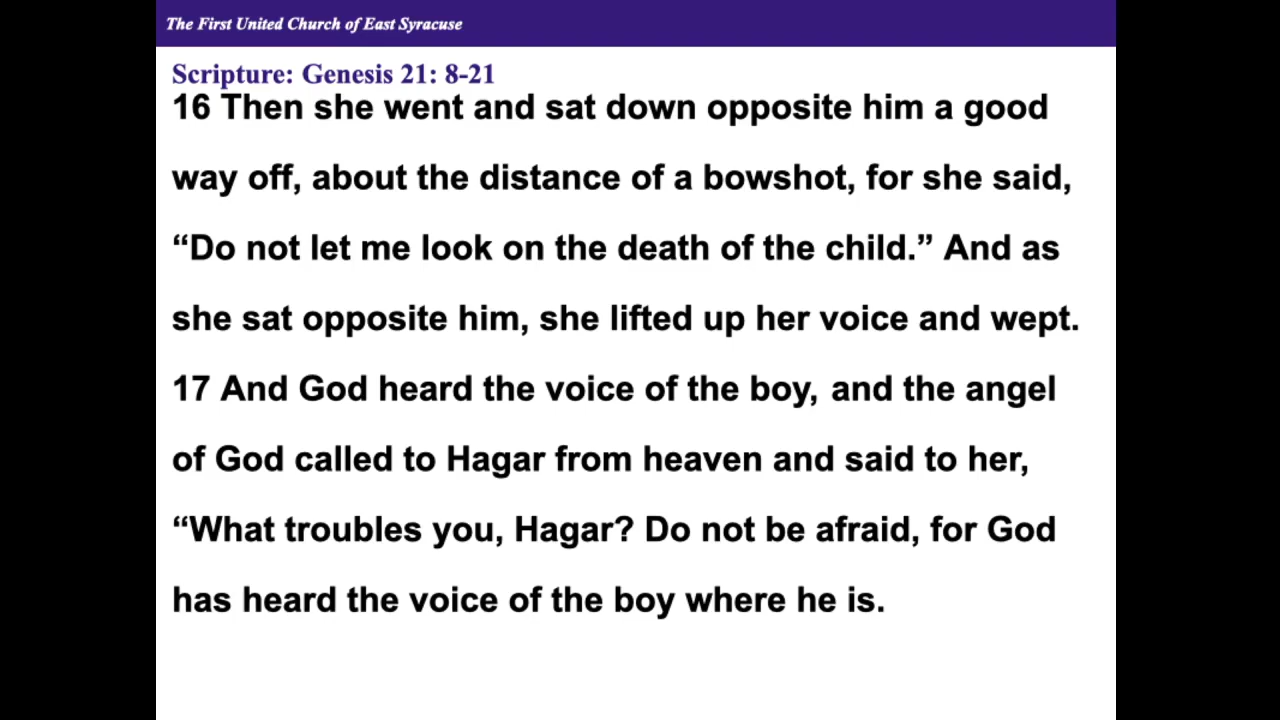 The First United Church of East Syracuse
Scripture: Genesis 21: 8-21
16 Then she went and sat down opposite him a good
way off, about the distance of a bowshot, for she said,
“Do not let me look on the death of the child.” And as
she sat opposite him, she lifted up her voice and wept.
17 And God heard the voice of the boy, and the angel
of God called to Hagar from heaven and said to her,
“What troubles you, Hagar? Do not be afraid, for God
has heard the voice of the boy where he is.